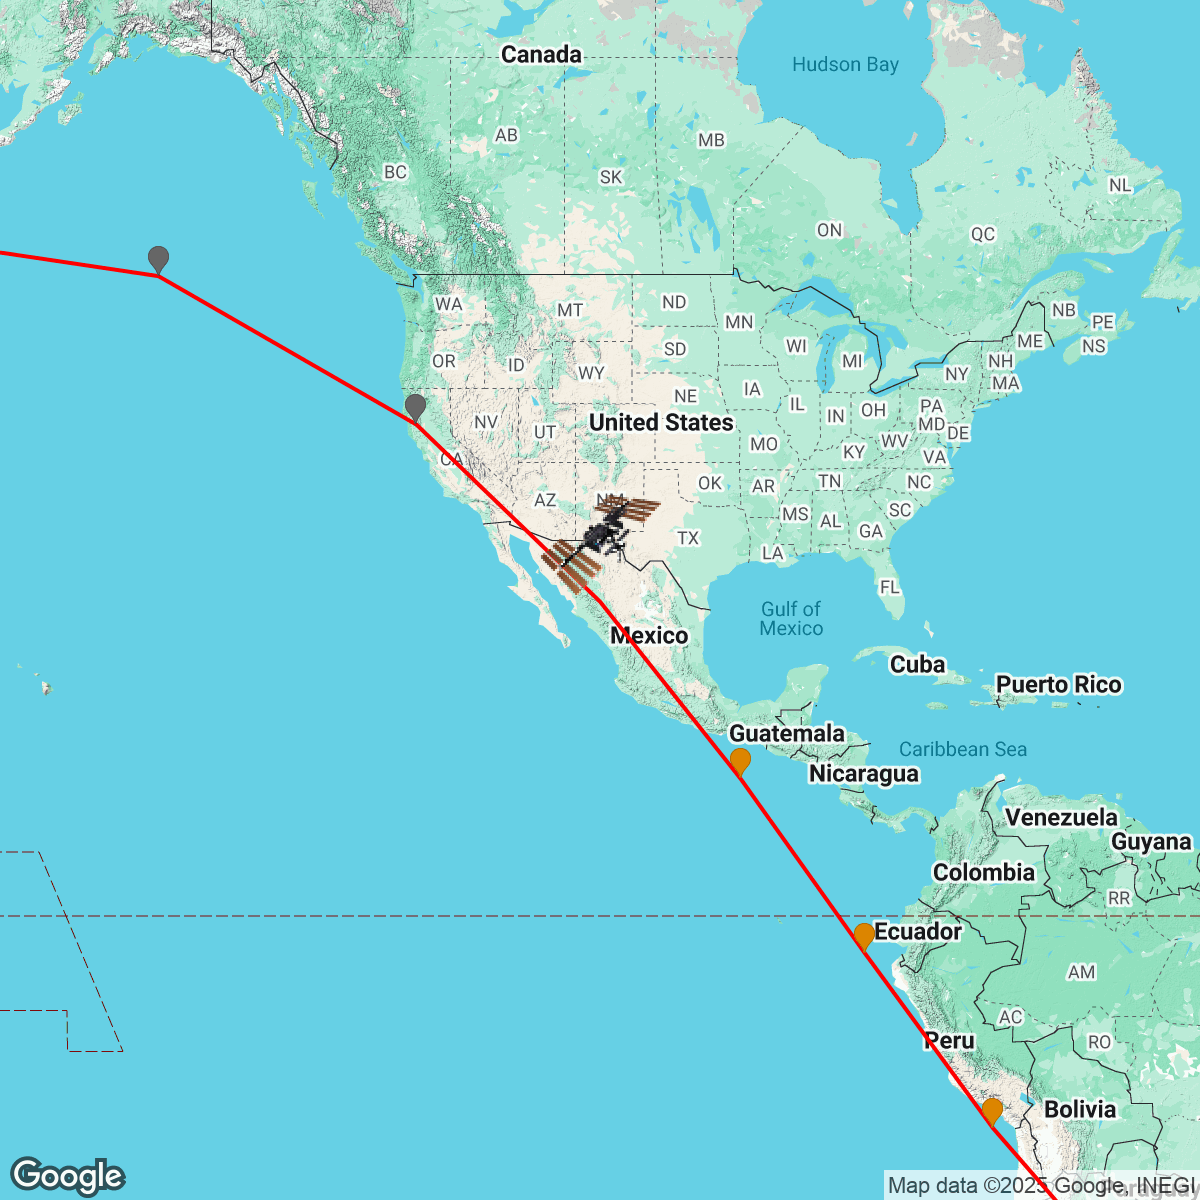 Canada
Hudson Bay
AB
MB
BC
SK
NL
ON
QC
WA
MT
ND
MN
NB
PE
NS
ME
SD
WI
MI
NH
OR
ID
WY
NY
MA
IA
NE
IL
IN
OH
PA
MD
DE
NV
UT
United States
MO
KY
WV
VA
CA
OK
AR
TN
NC
AZ
NM
MS
AL
SC
GA
TX
LA
FL
Gulf of
Mexico
Mexico
Cuba
Puerto Rico
Guatemala
Caribbean Sea
Nicaragua
Venezuela
Guyana
Colombia
RR
Ecuador
AM
AC
Peru
RO
Bolivia
Paraguay
Google
Map data ©2025 Google, INEGI